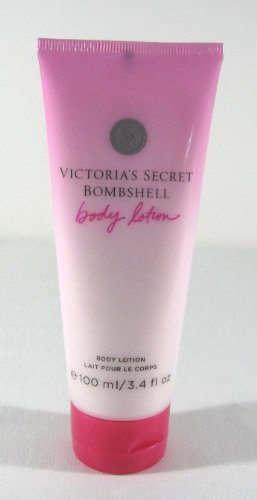 VICTORIA'S SECRET
BOMBSHELL
body lotion
BODY LOTION
LAIT POUR LE CORPS
℮100 ml/3.4 fl oz